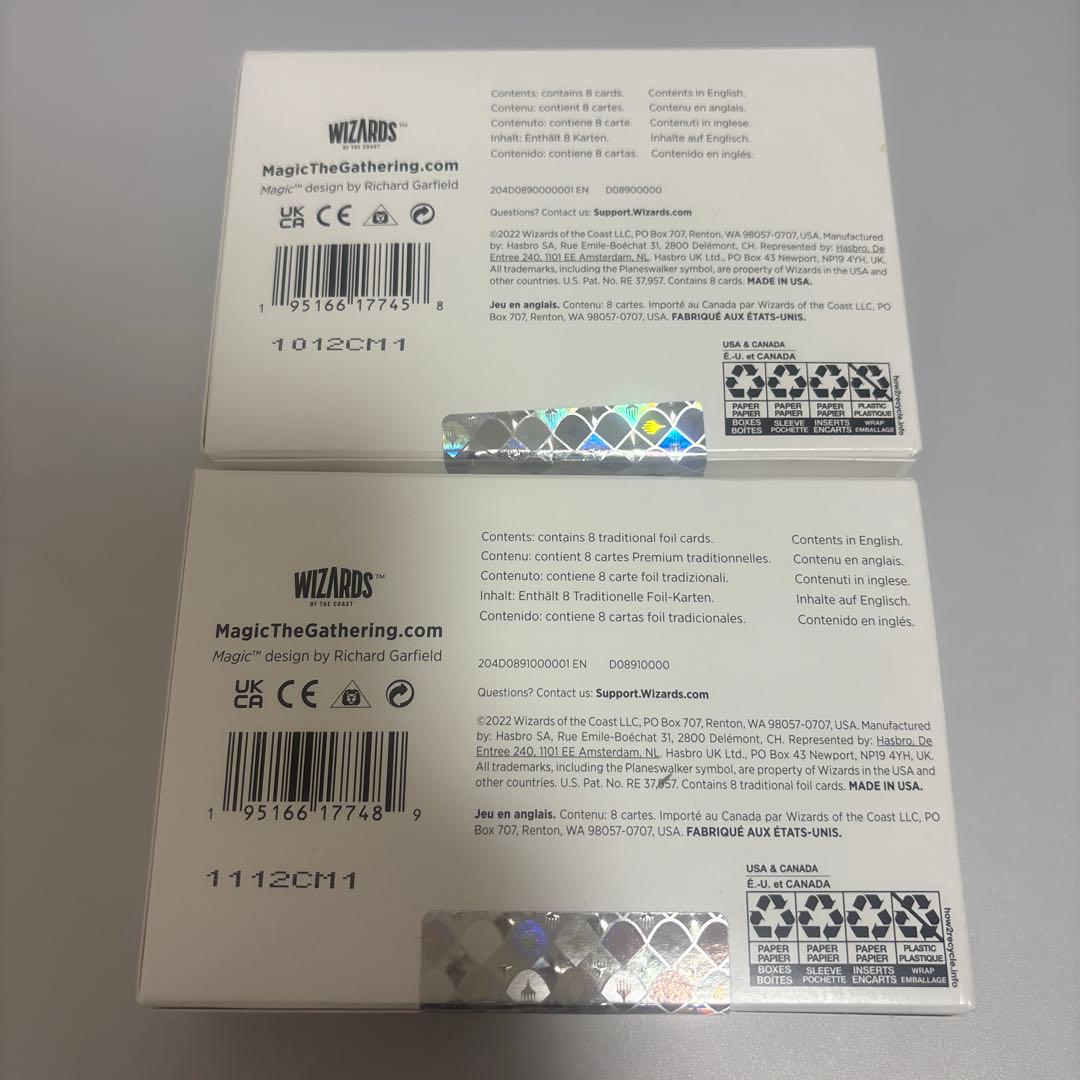 WIZARDS™
OF THE COAST
MagicTheGathering.com
Magic™ design by Richard Garfield
UK
CA CE
1 95166 17745 8
1012CM1
Contents: contains 8 cards. Contents in English.
Contenu: contient 8 cartes. Contenu en anglais.
Contenuto: contiene 8 carte. Contenuti in inglese.
Inhalt: Enthält 8 Karten. Inhalte auf Englisch.
Contenido: contiene 8 cartas. Contenido en inglés.
204D0890000001 EN D08900000
Questions? Contact us: Support.Wizards.com
©2022 Wizards of the Coast LLC, PO Box 707, Renton, WA 98057-0707, USA. Manufactured
by: Hasbro SA, Rue Emile-Boéchat 31, 2800 Delémont, CH. Represented by: Hasbro, De
Entree 240, 1101 EE Amsterdam, NL. Hasbro UK Ltd., PO Box 43 Newport, NP19 4YH, UK.
All trademarks, including the Planeswalker symbol, are property of Wizards in the USA and
other countries. U.S. Pat. No. RE 37,957. Contains 8 cards. MADE IN USA.
Jeu en anglais. Contenu: 8 cartes. Importé au Canada par Wizards of the Coast LLC, PO
Box 707, Renton, WA 98057-0707, USA. FABRIQUÉ AUX ÉTATS-UNIS.
USA & CANADA
É.-U. et CANADA
PAPER PAPER PAPER PLASTIC
PAPIER PAPIER PAPIER PLASTIQUE
BOXES SLEEVE INSERTS WRAP
BOÎTES POCHETTE ENCARTS EMBALLAGE
how2recycle.info
WIZARDS™
OF THE COAST
MagicTheGathering.com
Magic™ design by Richard Garfield
UK
CA CE
1 95166 17748 9
1112CM1
Contents: contains 8 traditional foil cards. Contents in English.
Contenu: contient 8 cartes Premium traditionnelles. Contenu en anglais.
Contenuto: contiene 8 carte foil tradizionali. Contenuti in inglese.
Inhalt: Enthält 8 Traditionelle Foil-Karten. Inhalte auf Englisch.
Contenido: contiene 8 cartas foil tradicionales. Contenido en inglés.
204D0891000001 EN D08910000
Questions? Contact us: Support.Wizards.com
©2022 Wizards of the Coast LLC, PO Box 707, Renton, WA 98057-0707, USA. Manufactured
by: Hasbro SA, Rue Emile-Boéchat 31, 2800 Delémont, CH. Represented by: Hasbro, De
Entree 240, 1101 EE Amsterdam, NL. Hasbro UK Ltd., PO Box 43 Newport, NP19 4YH, UK.
All trademarks, including the Planeswalker symbol, are property of Wizards in the USA and
other countries. U.S. Pat. No. RE 37,957. Contains 8 traditional foil cards. MADE IN USA.
Jeu en anglais. Contenu: 8 cartes. Importé au Canada par Wizards of the Coast LLC, PO
Box 707, Renton, WA 98057-0707, USA. FABRIQUÉ AUX ÉTATS-UNIS.
USA & CANADA
É.-U. et CANADA
PAPER PAPER PAPER PLASTIC
PAPIER PAPIER PAPIER PLASTIQUE
BOXES SLEEVE INSERTS WRAP
BOÎTES POCHETTE ENCARTS EMBALLAGE
how2recycle.info